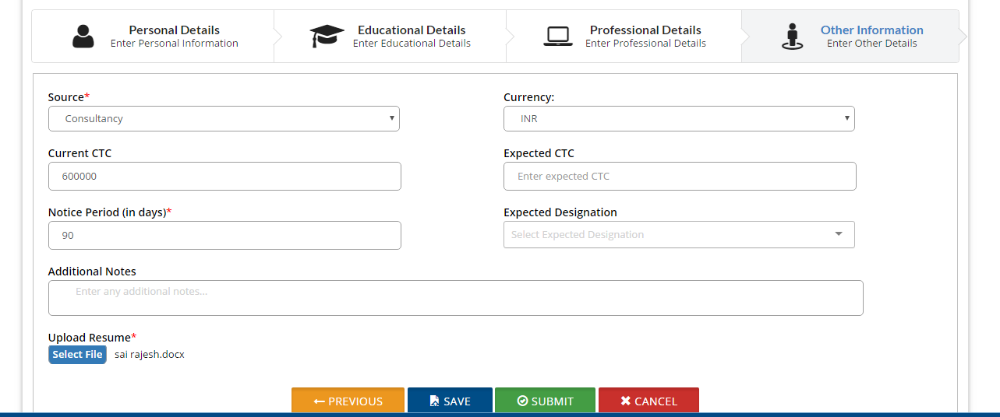 Personal Details
Enter Personal Information
Educational Details
Enter Educational Details
Professional Details
Enter Professional Details
Other Information
Enter Other Details
Source*
Consultancy
Currency:
INR
Current CTC
600000
Expected CTC
Enter expected CTC
Notice Period (in days)*
90
Expected Designation
Select Expected Designation
Additional Notes
Enter any additional notes...
Upload Resume*
Select File sai rajesh.docx
PREVIOUS SAVE SUBMIT CANCEL